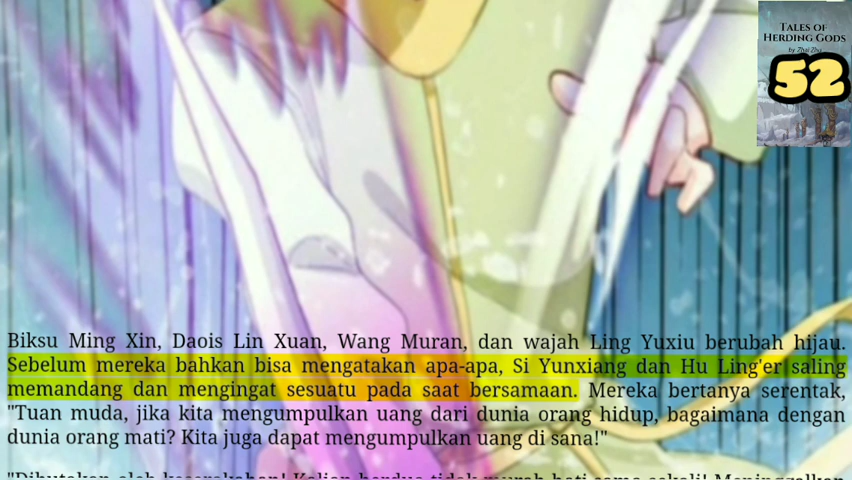 TALES OF
HERDING GODS
by Zhai Zhu
52
Biksu Ming Xin, Daois Lin Xuan, Wang Muran, dan wajah Ling Yuxiu berubah hijau.
Sebelum mereka bahkan bisa mengatakan apa-apa, Si Yunxiang dan Hu Ling'er saling
memandang dan mengingat sesuatu pada saat bersamaan. Mereka bertanya serentak,
"Tuan muda, jika kita mengumpulkan uang dari dunia orang hidup, bagaimana dengan
dunia orang mati? Kita juga dapat mengumpulkan uang di sana!"